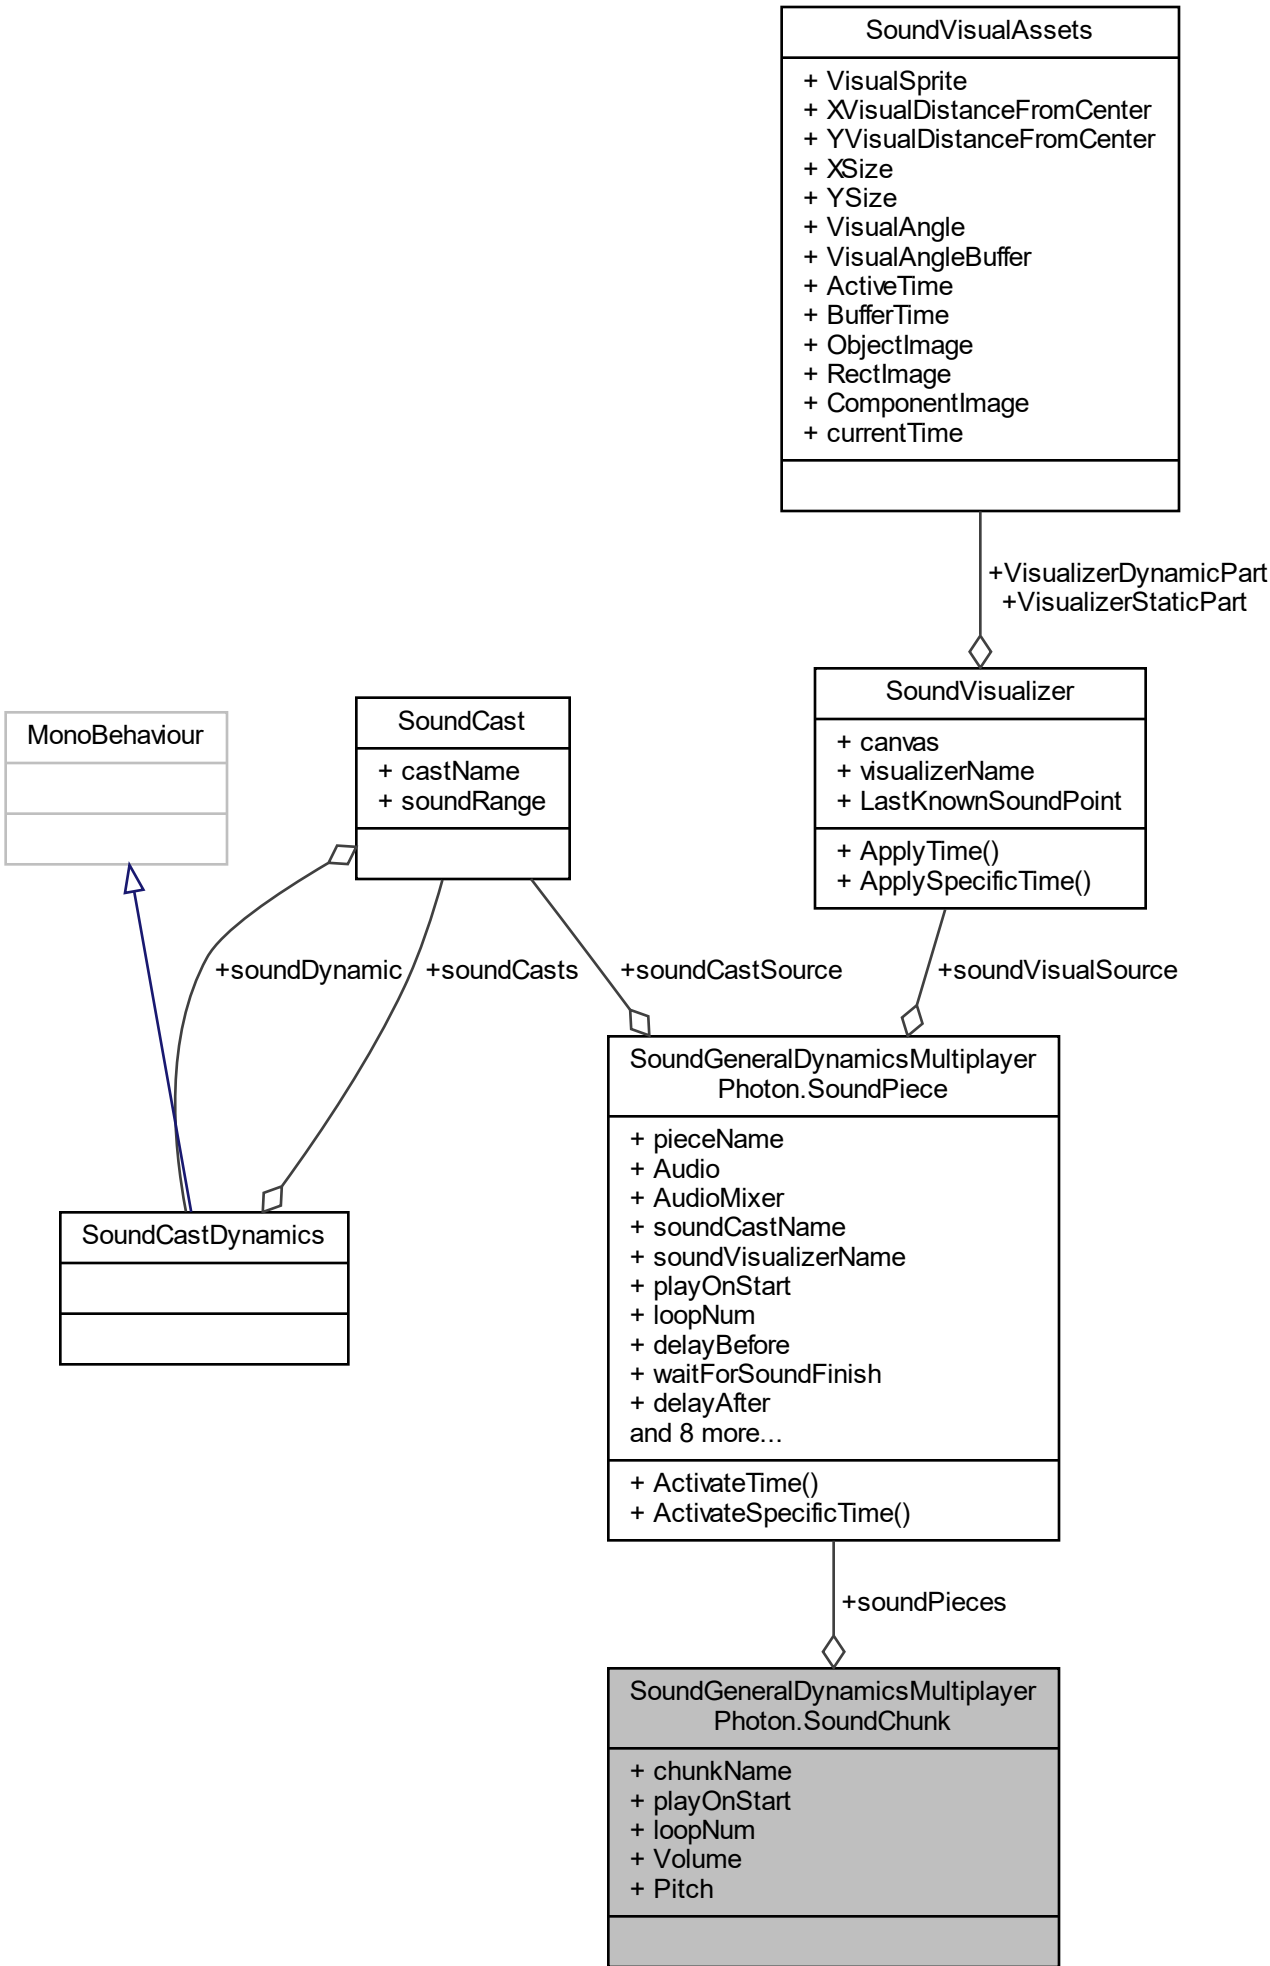 SoundVisualAssets
+ VisualSprite
+ XVisualDistanceFromCenter
+ YVisualDistanceFromCenter
+ XSize
+ YSize
+ VisualAngle
+ VisualAngleBuffer
+ ActiveTime
+ BufferTime
+ ObjectImage
+ RectImage
+ ComponentImage
+ currentTime
+VisualizerDynamicPart
+VisualizerStaticPart
SoundVisualizer
+ canvas
+ visualizerName
+ LastKnownSoundPoint
+ ApplyTime()
+ ApplySpecificTime()
SoundCast
+ castName
+ soundRange
MonoBehaviour
+soundDynamic
+soundCasts
+soundCastSource
+soundVisualSource
SoundGeneralDynamicsMultiplayer
Photon.SoundPiece
+ pieceName
+ Audio
+ AudioMixer
+ soundCastName
+ soundVisualizerName
+ playOnStart
+ loopNum
+ delayBefore
+ waitForSoundFinish
+ delayAfter
and 8 more...
+ ActivateTime()
+ ActivateSpecificTime()
SoundCastDynamics
+soundPieces
SoundGeneralDynamicsMultiplayer
Photon.SoundChunk
+ chunkName
+ playOnStart
+ loopNum
+ Volume
+ Pitch